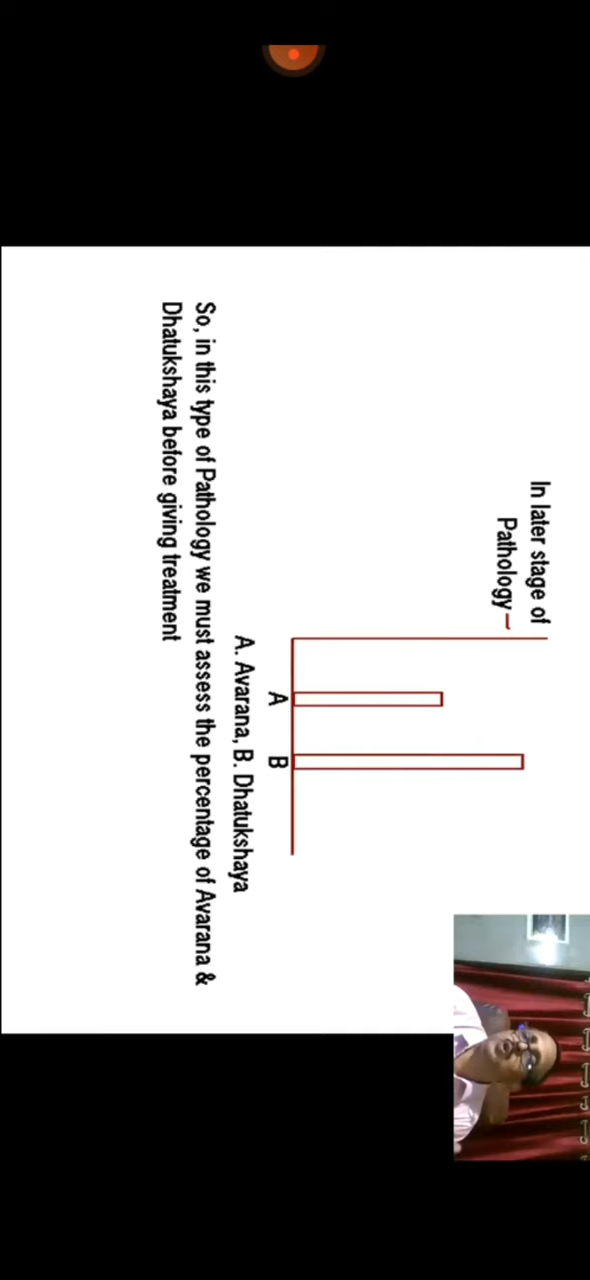 In later stage of
Pathology –
A
B
A. Avarana, B. Dhatukshaya
So, in this type of Pathology we must assess the percentage of Avarana &
Dhatukshaya before giving treatment